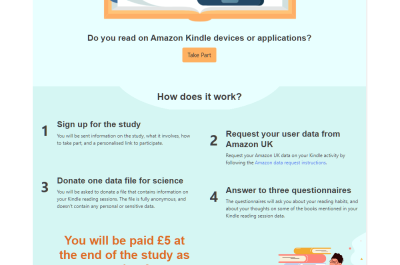 Do you read on Amazon Kindle devices or applications?
Take Part
How does it work?
1
Sign up for the study
You will be sent information on the study, what it involves, how
to take part, and a personalised link to participate.
2
Request your user data from
Amazon UK
Request your Amazon UK data on your Kindle activity by
following the Amazon data request instructions.
3
Donate one data file for science
You will be asked to donate a file that contains information on
your Kindle reading sessions. The file is fully anonymous, and
doesn't contain any personal or sensitive data.
4
Answer to three questionnaires
The questionnaires will ask you about your reading habits, and
about your thoughts on some of the books mentioned in your
Kindle reading session data.
You will be paid £5 at
the end of the study as